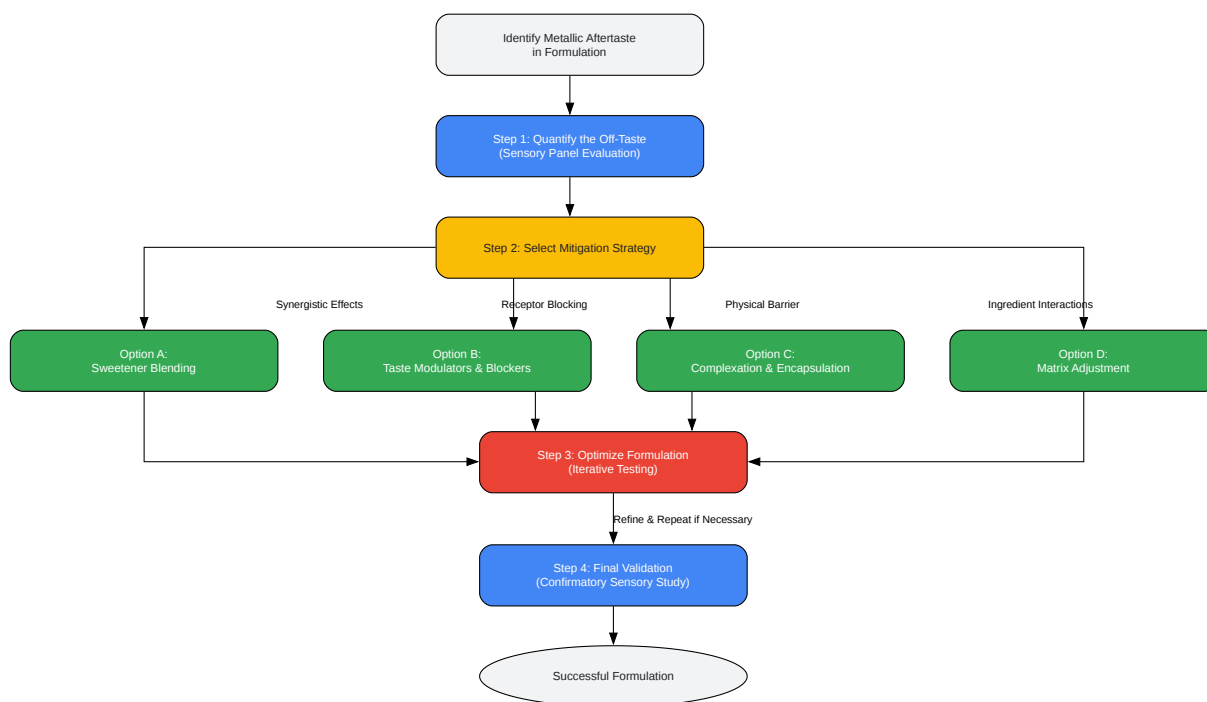 Identify Metallic Aftertaste
in Formulation
Step 1: Quantify the Off-Taste
(Sensory Panel Evaluation)
Step 2: Select Mitigation Strategy
Synergistic Effects
Receptor Blocking
Physical Barrier
Ingredient Interactions
Option A:
Sweetener Blending
Option B:
Taste Modulators & Blockers
Option C:
Complexation & Encapsulation
Option D:
Matrix Adjustment
Step 3: Optimize Formulation
(Iterative Testing)
Refine & Repeat if Necessary
Step 4: Final Validation
(Confirmatory Sensory Study)
Successful Formulation